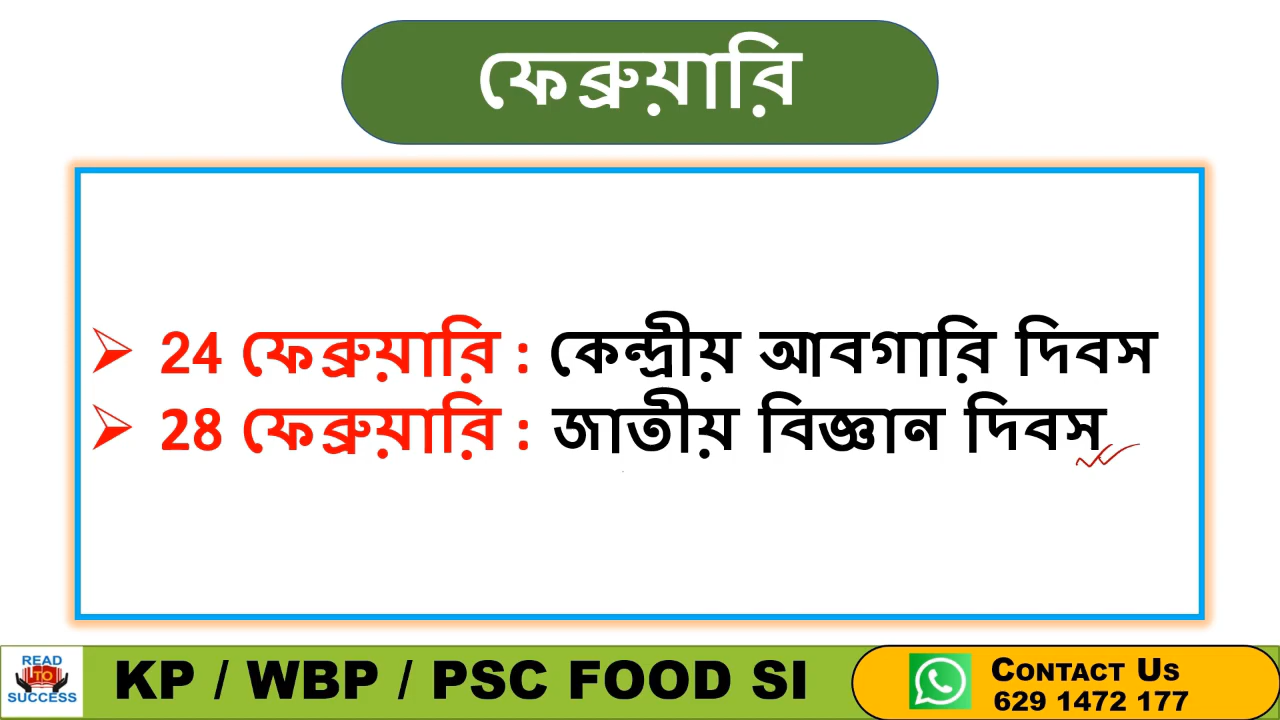 ফেব্রুয়ারি
➢ 24 ফেব্রুয়ারি : কেন্দ্রীয় আবগারি দিবস
➢ 28 ফেব্রুয়ারি : জাতীয় বিজ্ঞান দিবস
READ
TO
SUCCESS
KP / WBP / PSC FOOD SI
CONTACT US
629 1472 177